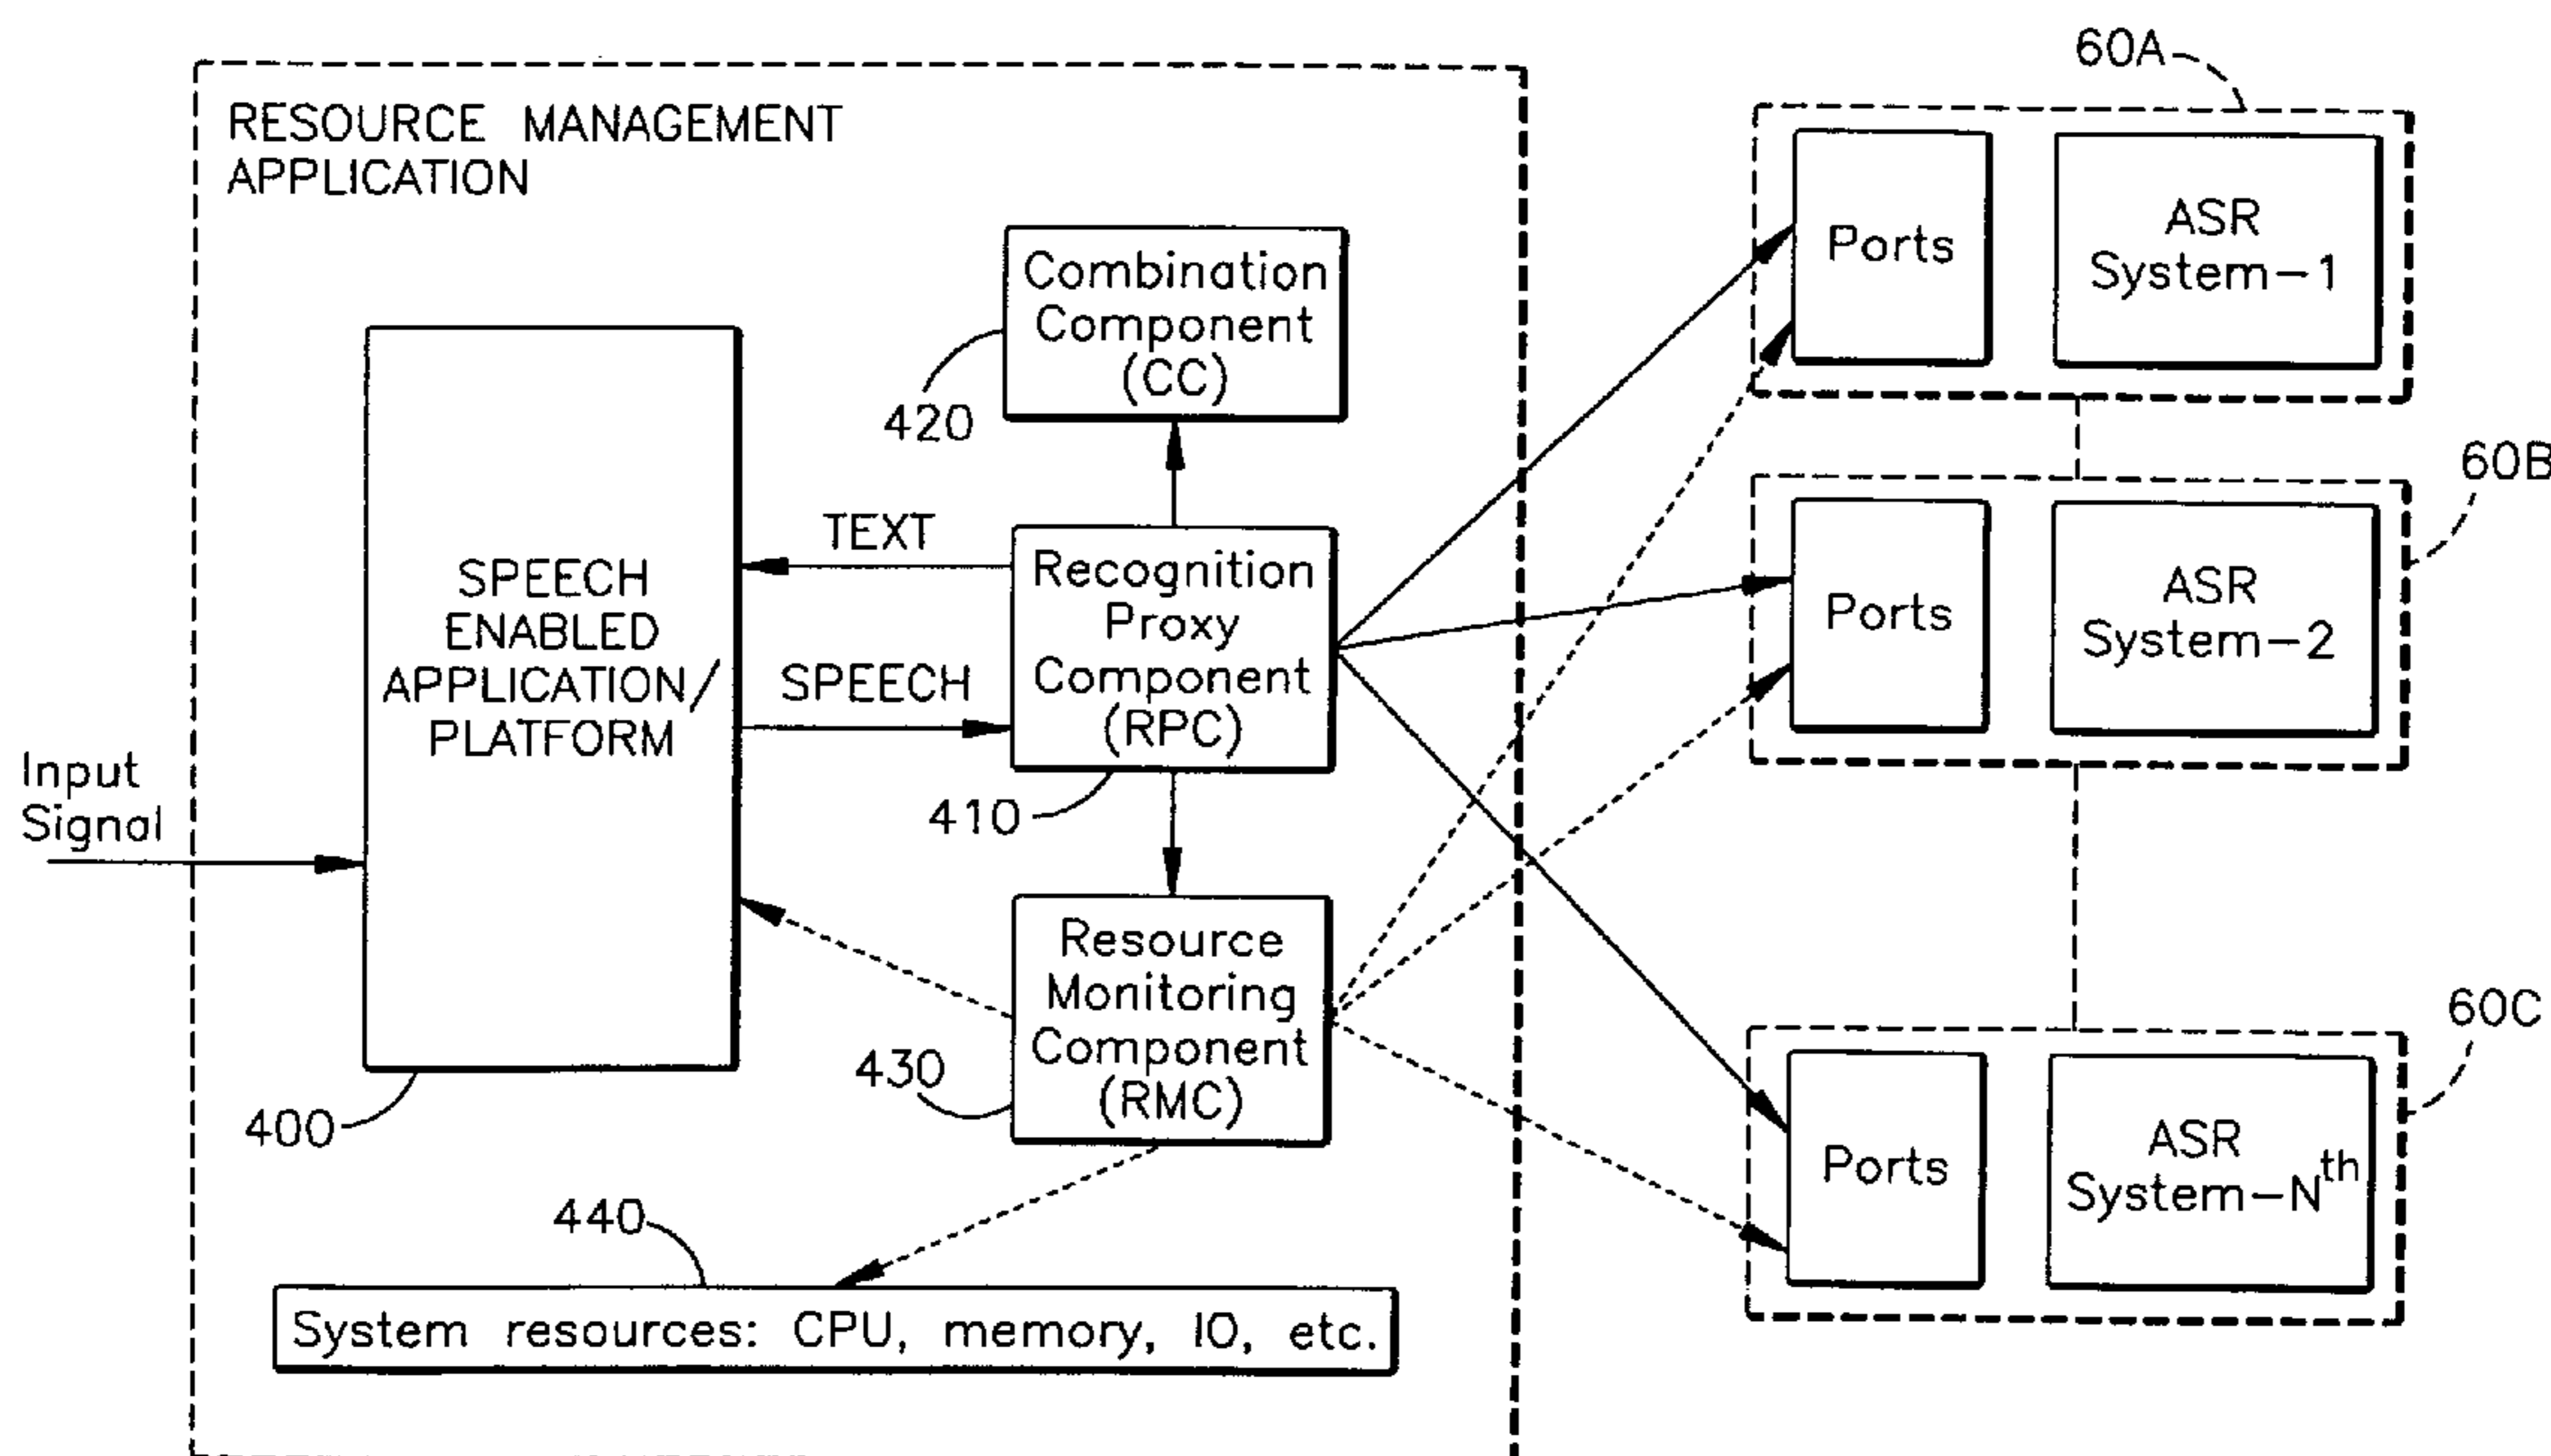 RESOURCE MANAGEMENT
APPLICATION
Input
Signal
SPEECH
ENABLED
APPLICATION/
PLATFORM
400
TEXT
SPEECH
Combination
Component
(CC)
420
Recognition
Proxy
Component
(RPC)
410
Resource
Monitoring
Component
(RMC)
430
440
System resources: CPU, memory, IO, etc.
60A
Ports
ASR
System-1
60B
Ports
ASR
System-2
60C
Ports
ASR
System-Nth